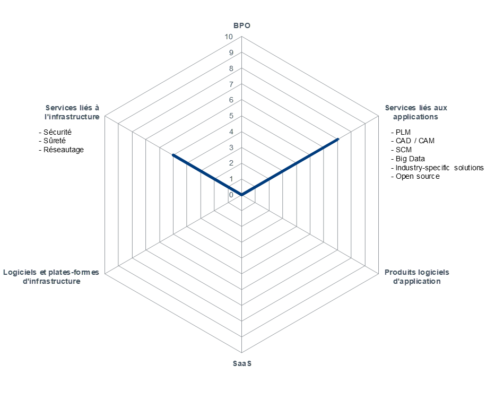 BPO
10
9
8
7
6
5
4
3
2
1
0
Services liés à
l'infrastructure
- Sécurité
- Sûreté
- Réseautage
Services liés aux
applications
- PLM
- CAD / CAM
- SCM
- Big Data
- Industry-specific solutions
- Open source
Logiciels et plates-formes
d'infrastructure
Produits logiciels
d'application
SaaS